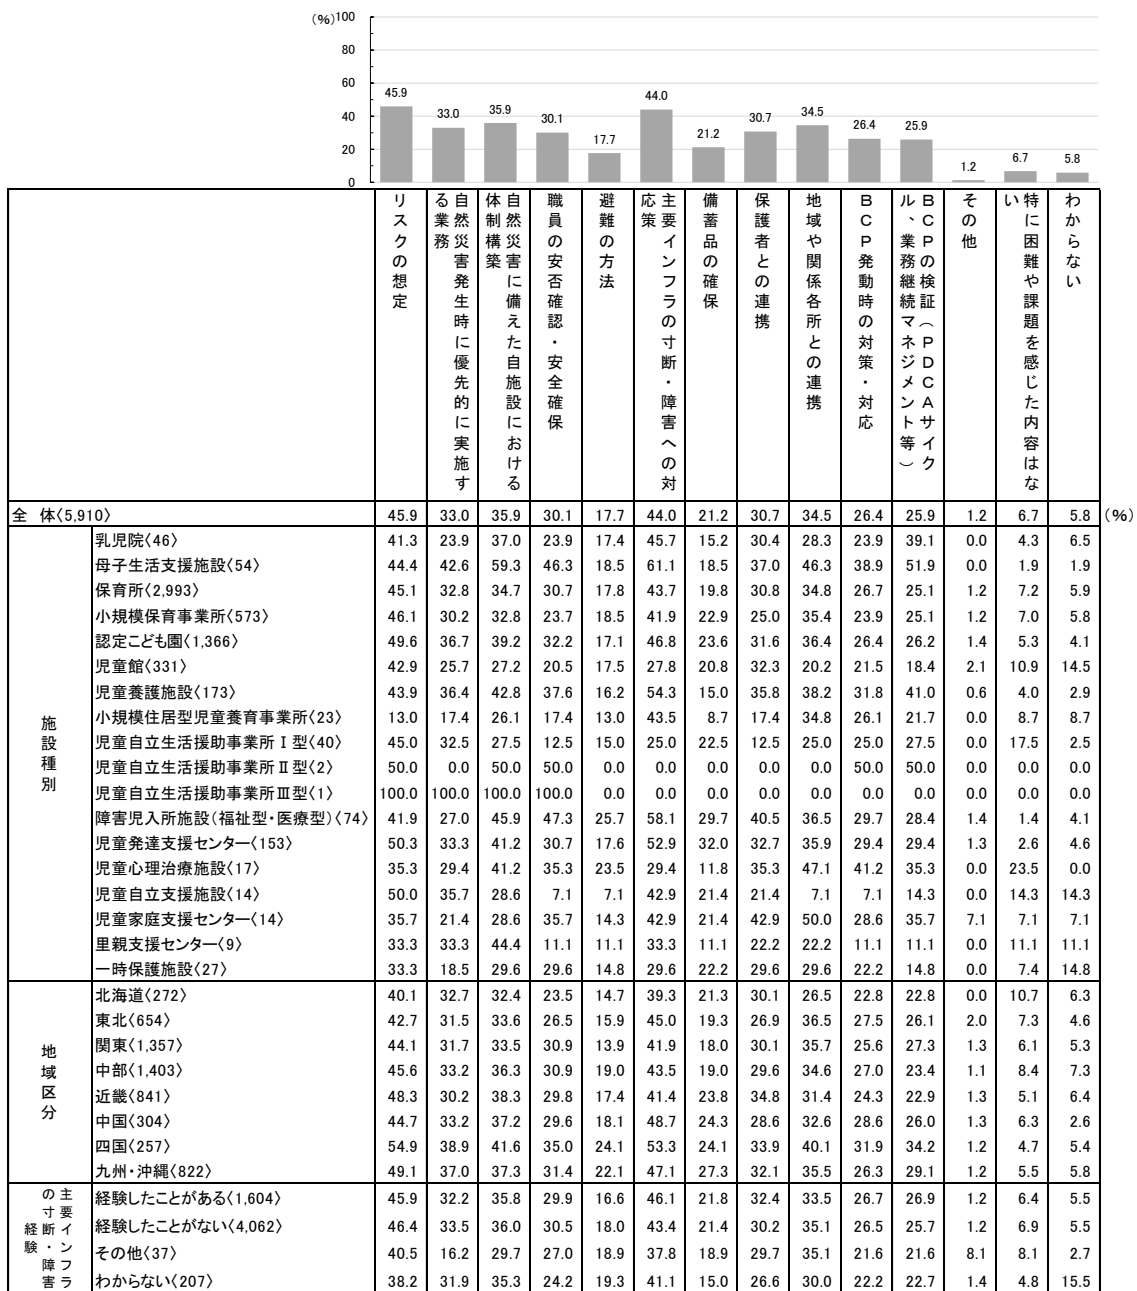 (%)100
80
60
40
20
0
45.9
33.0
35.9
30.1
17.7
44.0
21.2
30.7
34.5
26.4
25.9
1.2
6.7
5.8
リスクの想定
自然災害発生時に優先的に実施す
る業務
自然災害に備えた自施設における
体制構築
職員の安否確認・安全確保
避難の方法
主要インフラの寸断・障害への対
応策
備蓄品の確保
保護者との連携
地域や関係各所との連携
BCP発動時の対策・対応
BCPの検証(PDCAサイク
ル、業務継続マネジメント等)
その他
特に困難や課題を感じた内容はな
い
わからない
全 体〈5,910〉 45.9 33.0 35.9 30.1 17.7 44.0 21.2 30.7 34.5 26.4 25.9 1.2 6.7 5.8 (%)
施設種別
乳児院〈46〉 41.3 23.9 37.0 23.9 17.4 45.7 15.2 30.4 28.3 23.9 39.1 0.0 4.3 6.5
母子生活支援施設〈54〉 44.4 42.6 59.3 46.3 18.5 61.1 18.5 37.0 46.3 38.9 51.9 0.0 1.9 1.9
保育所〈2,993〉 45.1 32.8 34.7 30.7 17.8 43.7 19.8 30.8 34.8 26.7 25.1 1.2 7.2 5.9
小規模保育事業所〈573〉 46.1 30.2 32.8 23.7 18.5 41.9 22.9 25.0 35.4 23.9 25.1 1.2 7.0 5.8
認定こども園〈1,366〉 49.6 36.7 39.2 32.2 17.1 46.8 23.6 31.6 36.4 26.4 26.2 1.4 5.3 4.1
児童館〈331〉 42.9 25.7 27.2 20.5 17.5 27.8 20.8 32.3 20.2 21.5 18.4 2.1 10.9 14.5
児童養護施設〈173〉 43.9 36.4 42.8 37.6 16.2 54.3 15.0 35.8 38.2 31.8 41.0 0.6 4.0 2.9
小規模住居型児童養育事業所〈23〉 13.0 17.4 26.1 17.4 13.0 43.5 8.7 17.4 34.8 26.1 21.7 0.0 8.7 8.7
児童自立生活援助事業所Ⅰ型〈40〉 45.0 32.5 27.5 12.5 15.0 25.0 22.5 12.5 25.0 25.0 27.5 0.0 17.5 2.5
児童自立生活援助事業所Ⅱ型〈2〉 50.0 0.0 50.0 50.0 0.0 0.0 0.0 0.0 0.0 50.0 50.0 0.0 0.0 0.0
児童自立生活援助事業所Ⅲ型〈1〉 100.0 100.0 100.0 100.0 0.0 0.0 0.0 0.0 0.0 0.0 0.0 0.0 0.0 0.0
障害児入所施設(福祉型・医療型)〈74〉 41.9 27.0 45.9 47.3 25.7 58.1 29.7 40.5 36.5 29.7 28.4 1.4 1.4 4.1
児童発達支援センター〈153〉 50.3 33.3 41.2 30.7 17.6 52.9 32.0 32.7 35.9 29.4 29.4 1.3 2.6 4.6
児童心理治療施設〈17〉 35.3 29.4 41.2 35.3 23.5 29.4 11.8 35.3 47.1 41.2 35.3 0.0 23.5 0.0
児童自立支援施設〈14〉 50.0 35.7 28.6 7.1 7.1 42.9 21.4 21.4 7.1 7.1 14.3 0.0 14.3 14.3
児童家庭支援センター〈14〉 35.7 21.4 28.6 35.7 14.3 42.9 21.4 42.9 50.0 28.6 35.7 7.1 7.1 7.1
里親支援センター〈9〉 33.3 33.3 44.4 11.1 11.1 33.3 11.1 22.2 22.2 11.1 11.1 0.0 11.1 11.1
一時保護施設〈27〉 33.3 18.5 29.6 29.6 14.8 29.6 22.2 29.6 29.6 22.2 14.8 0.0 7.4 14.8
地域区分
北海道〈272〉 40.1 32.7 32.4 23.5 14.7 39.3 21.3 30.1 26.5 22.8 22.8 0.0 10.7 6.3
東北〈654〉 42.7 31.5 33.6 26.5 15.9 45.0 19.3 26.9 36.5 27.5 26.1 2.0 7.3 4.6
関東〈1,357〉 44.1 31.7 33.5 30.9 13.9 41.9 18.0 30.1 35.7 25.6 27.3 1.3 6.1 5.3
中部〈1,403〉 45.6 33.2 36.3 30.9 19.0 43.5 19.0 29.6 34.6 27.0 23.4 1.1 8.4 7.3
近畿〈841〉 48.3 30.2 38.3 29.8 17.4 41.4 23.8 34.8 31.4 24.3 22.9 1.3 5.1 6.4
中国〈304〉 44.7 33.2 37.2 29.6 18.1 48.7 24.3 28.6 32.6 28.6 26.0 1.3 6.3 2.6
四国〈257〉 54.9 38.9 41.6 35.0 24.1 53.3 24.1 33.9 40.1 31.9 34.2 1.2 4.7 5.4
九州・沖縄〈822〉 49.1 37.0 37.3 31.4 22.1 47.1 27.3 32.1 35.5 26.3 29.1 1.2 5.5 5.8
主要インフラ
の寸断・障害
経験
経験したことがある〈1,604〉 45.9 32.2 35.8 29.9 16.6 46.1 21.8 32.4 33.5 26.7 26.9 1.2 6.4 5.5
経験したことがない〈4,062〉 46.4 33.5 36.0 30.5 18.0 43.4 21.4 30.2 35.1 26.5 25.7 1.2 6.9 5.5
その他〈37〉 40.5 16.2 29.7 27.0 18.9 37.8 18.9 29.7 35.1 21.6 21.6 8.1 8.1 2.7
わからない〈207〉 38.2 31.9 35.3 24.2 19.3 41.1 15.0 26.6 30.0 22.2 22.7 1.4 4.8 15.5